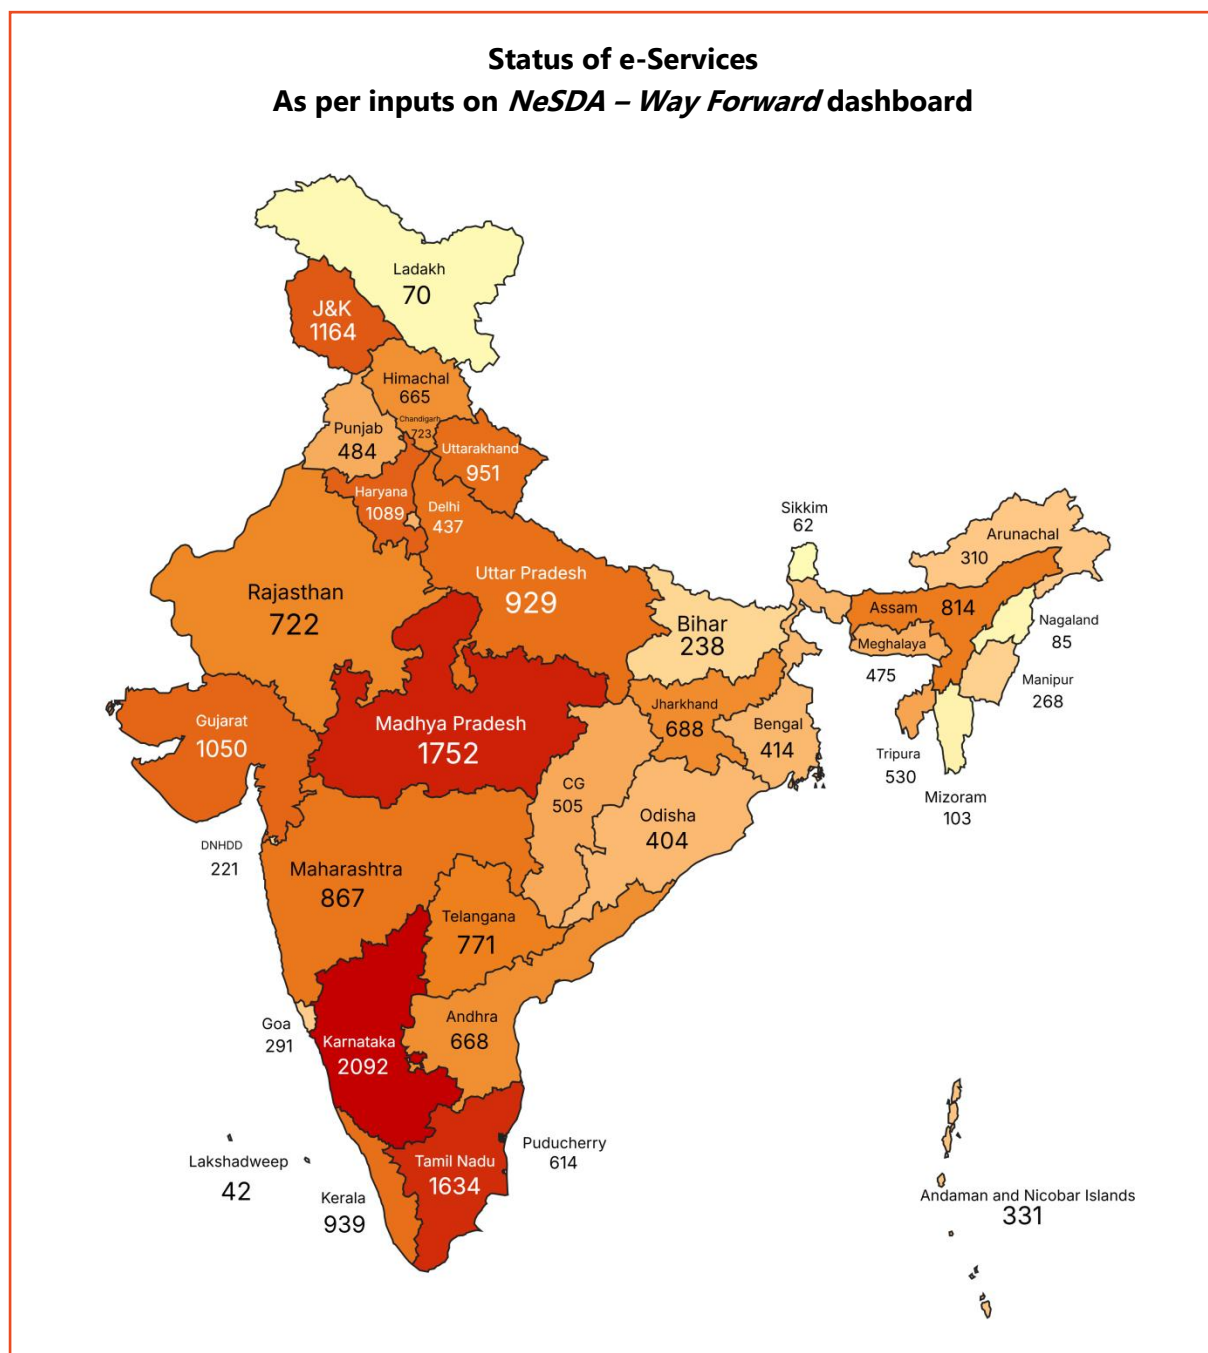 Status of e-Services
As per inputs on NeSDA – Way Forward dashboard
Ladakh
70
J&K
1164
Himachal
665
Chandigarh
723
Punjab
484
Uttarakhand
951
Haryana
1089
Delhi
437
Sikkim
62
Arunachal
310
Uttar Pradesh
929
Rajasthan
722
Bihar
238
Assam 814
Nagaland
85
Meghalaya
475
Manipur
268
Gujarat
1050
Madhya Pradesh
1752
Jharkhand
688
Bengal
414
Tripura
530
Mizoram
103
CG
505
Odisha
404
DNHDD
221
Maharashtra
867
Telangana
771
Goa
291
Karnataka
2092
Andhra
668
Puducherry
614
Lakshadweep
42
Tamil Nadu
1634
Kerala
939
Andaman and Nicobar Islands
331